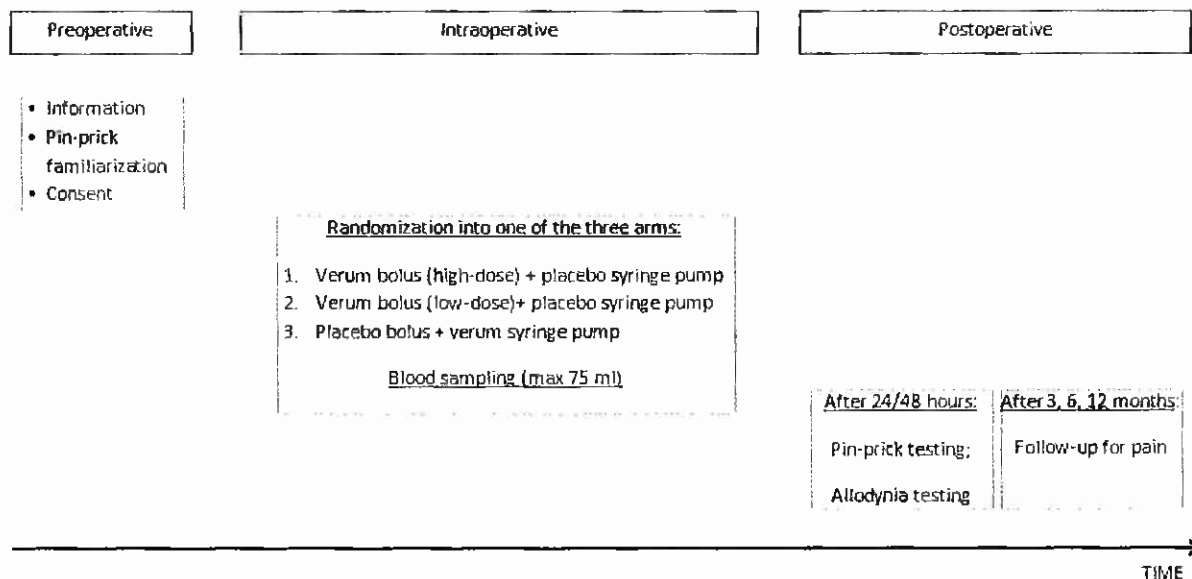 Preoperative
Intraoperative
Postoperative
• Information
• Pin-prick
familiarization
• Consent
Randomization into one of the three arms:
1. Verum bolus (high-dose) + placebo syringe pump
2. Verum bolus (low-dose)+ placebo syringe pump
3. Placebo bolus + verum syringe pump
Blood sampling (max 75 ml)
After 24/48 hours:
Pin-prick testing;
Allodynia testing
After 3, 6, 12 months:
Follow-up for pain
TIME